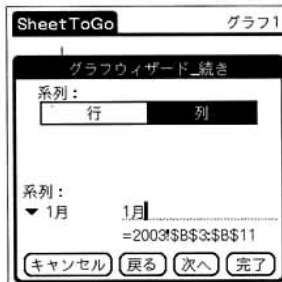 SheetToGo グラフ1
グラフウィザード_続き
系列：
行 列
系列：
▼ 1月 1月
=2003!$B$3:$B$11
キャンセル 戻る 次へ 完了